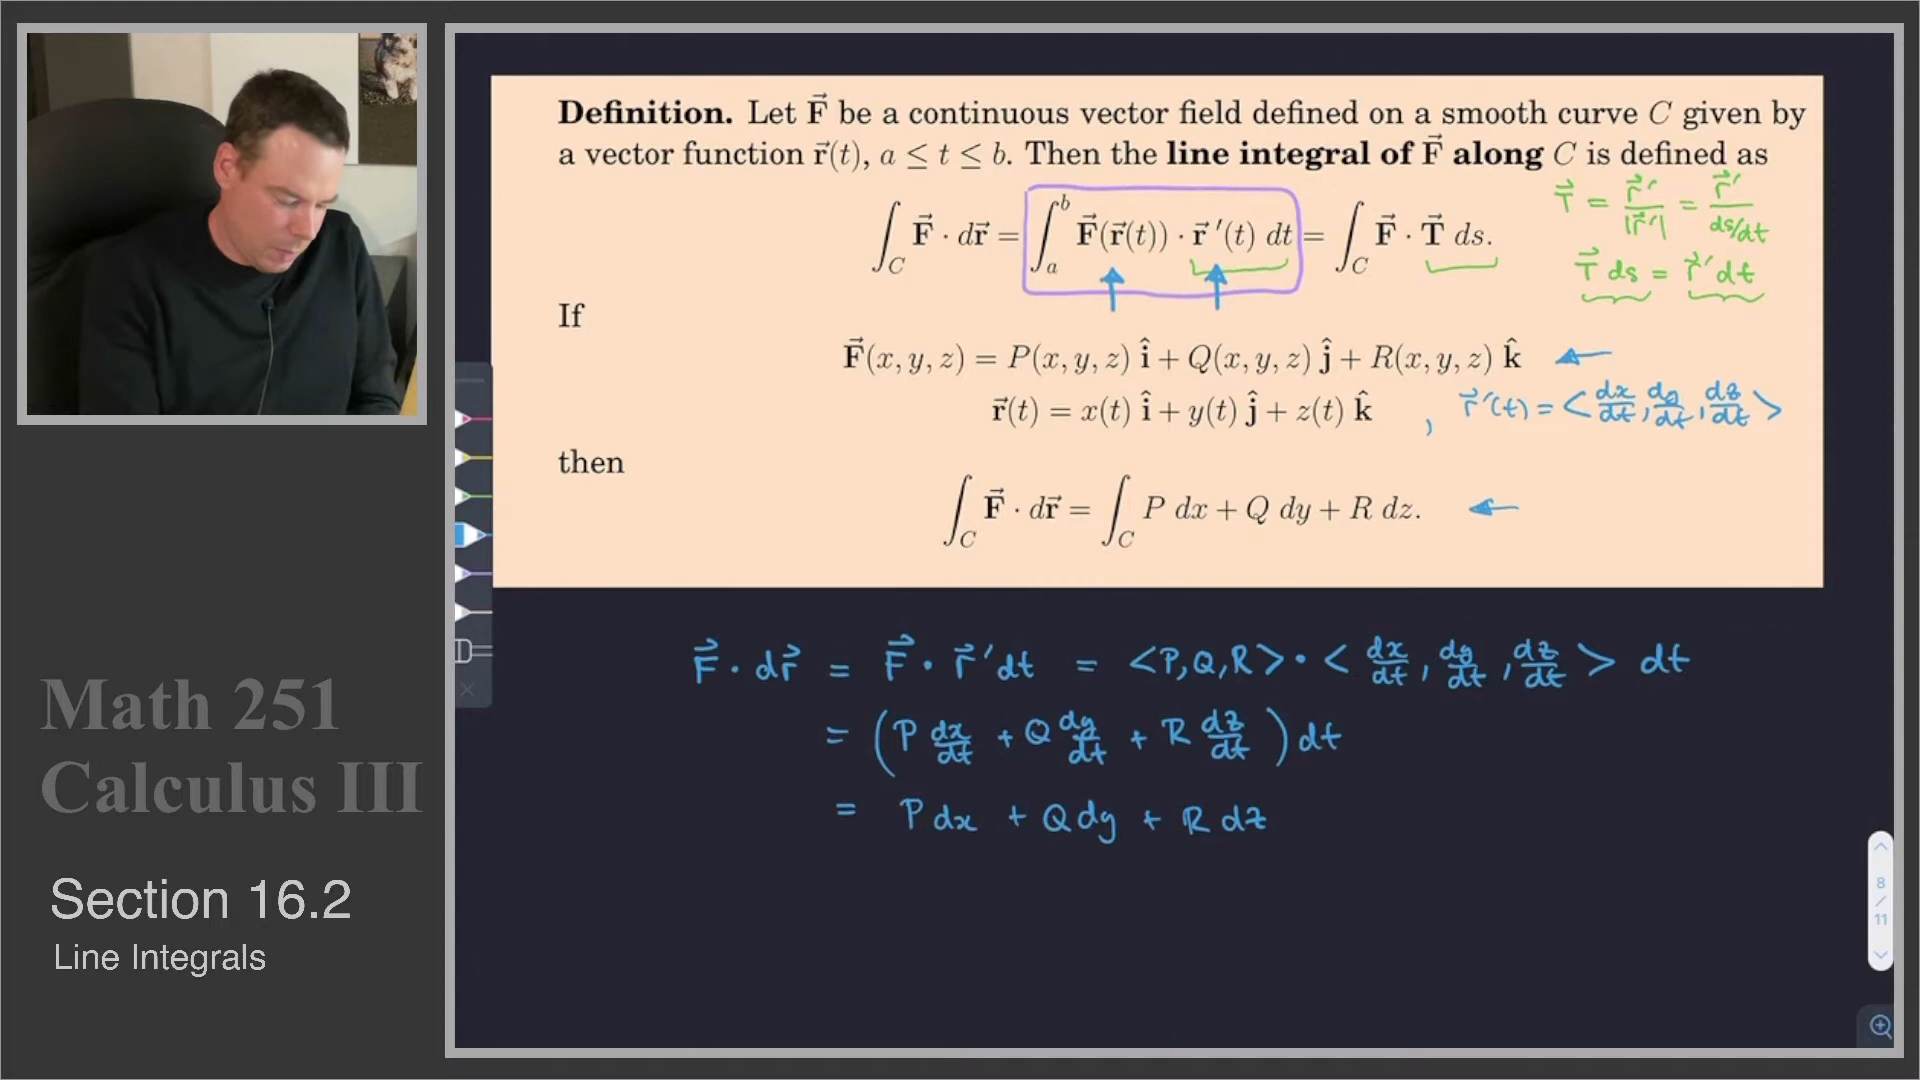 Definition. Let F⃗ be a continuous vector field defined on a smooth curve C given by
a vector function r⃗(t), a ≤ t ≤ b. Then the line integral of F⃗ along C is defined as
∫_C F⃗ · dr⃗ = ∫_a^b F⃗(r⃗(t)) · r⃗ ′(t) dt = ∫_C F⃗ · T⃗ ds.
T⃗ = r⃗′/|r⃗′| = r⃗′/(ds/dt)
T⃗ ds = r⃗′ dt
If
F⃗(x, y, z) = P(x, y, z) î + Q(x, y, z) ĵ + R(x, y, z) k̂
r⃗(t) = x(t) î + y(t) ĵ + z(t) k̂ , r⃗′(t) = <dx/dt, dy/dt, dz/dt>
then
∫_C F⃗ · dr⃗ = ∫_C P dx + Q dy + R dz.
F⃗ · dr⃗ = F⃗ · r⃗′dt = <P,Q,R> · <dx/dt, dy/dt, dz/dt> dt
= (P dx/dt + Q dy/dt + R dz/dt) dt
= P dx + Q dy + R dz
Math 251
Calculus III
Section 16.2
Line Integrals
8
/
11